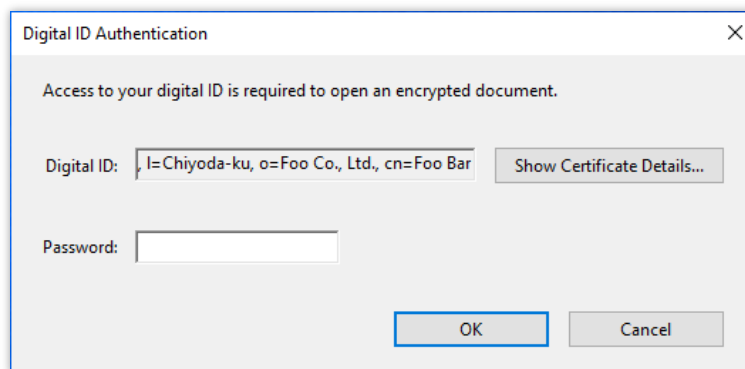 Digital ID Authentication
Access to your digital ID is required to open an encrypted document.
Digital ID: , l=Chiyoda-ku, o=Foo Co., Ltd., cn=Foo Bar Show Certificate Details...
Password:
OK Cancel